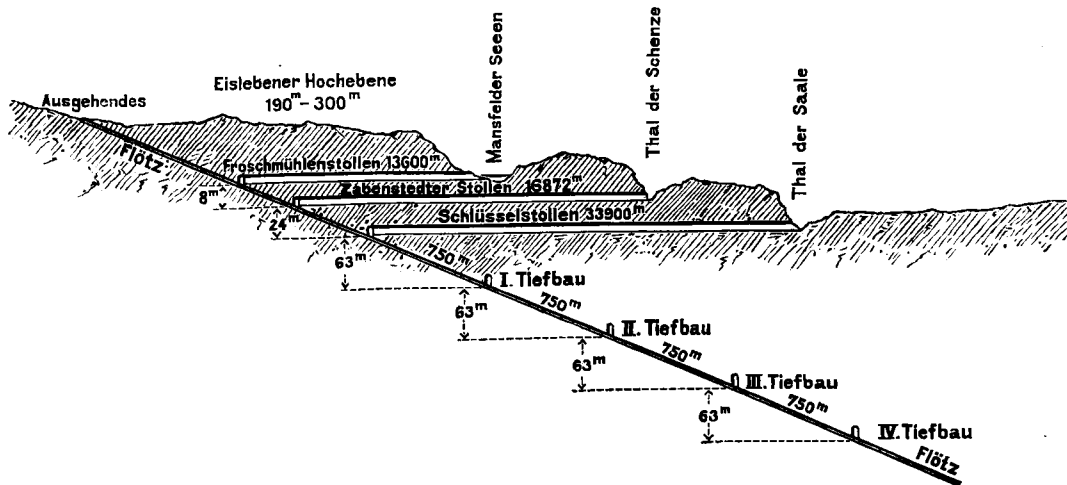 Mansfelder Seeen
Thal der Schenze
Thal der Saale
Eislebener Hochebene
190m–300m
Ausgehendes
Flötz
Froschmühlenstollen 13600m
Zabenstedter Stollen 16872m
Schlüsselstollen 33900m
8m
24m
63m
750m
I. Tiefbau
63m
750m
II. Tiefbau
63m
750m
III. Tiefbau
63m
750m
IV. Tiefbau
Flötz